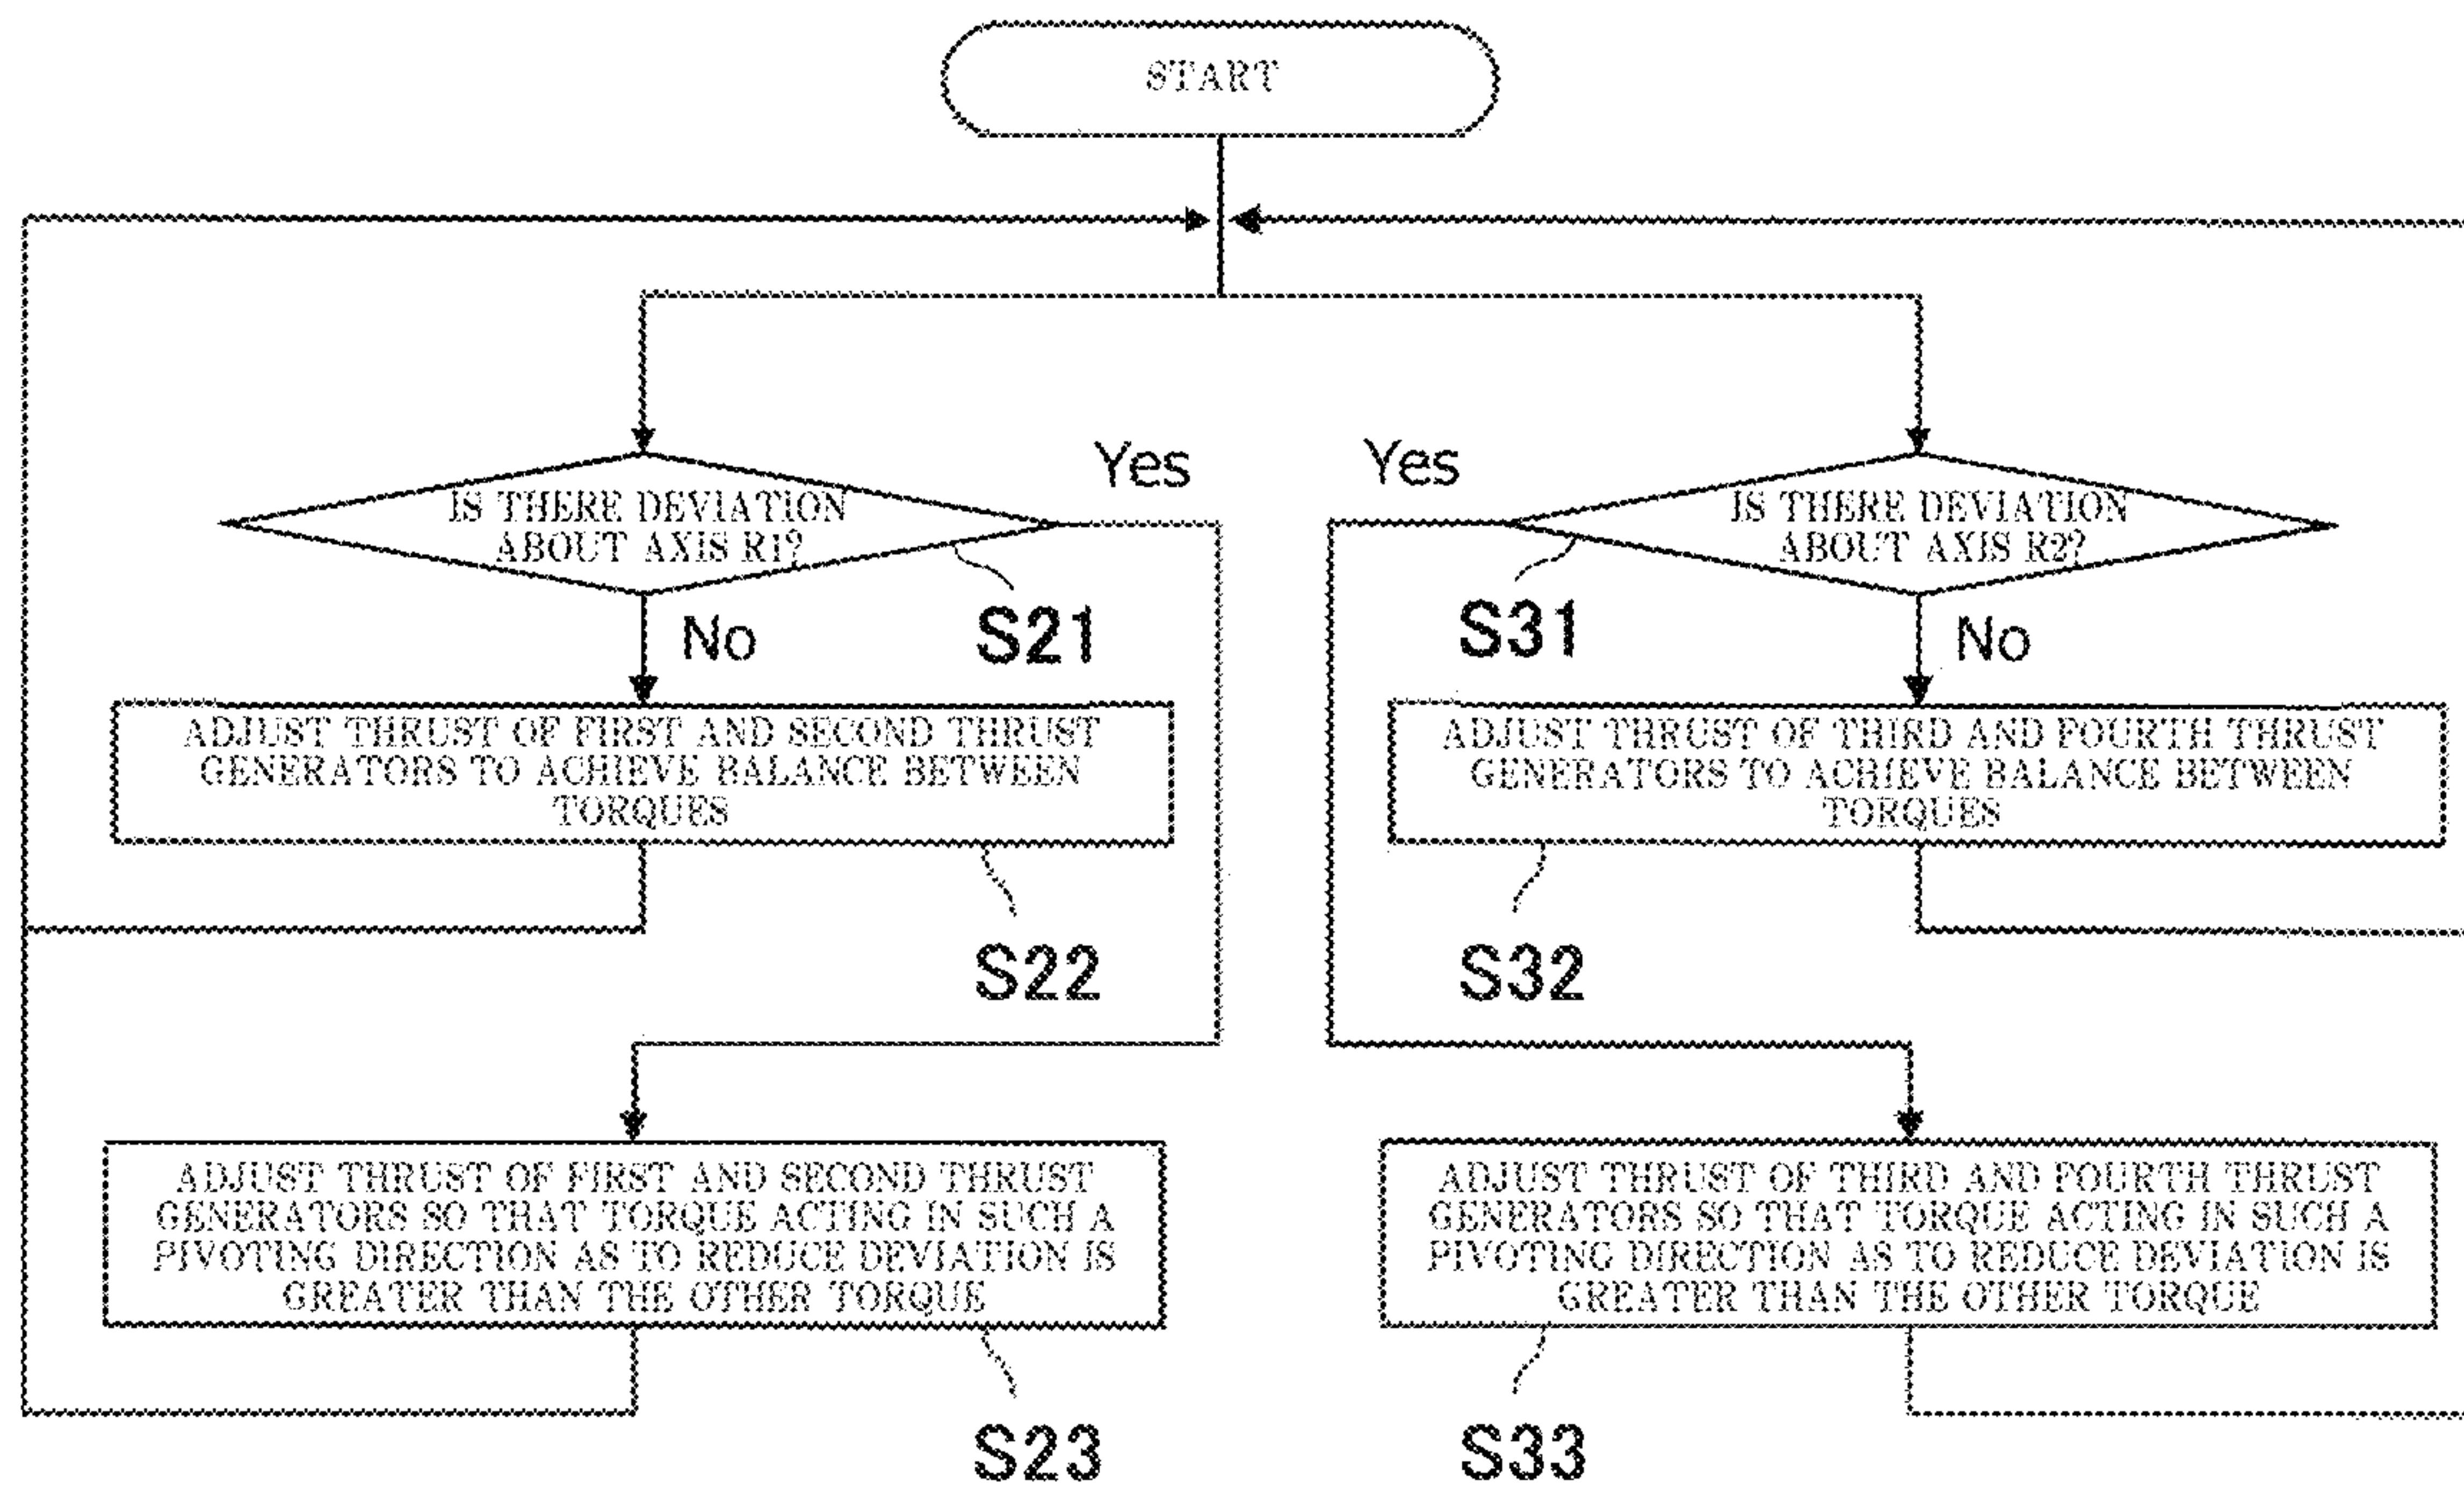 START
Yes
Yes
IS THERE DEVIATION
ABOUT AXIS R1?
IS THERE DEVIATION
ABOUT AXIS R2?
No
S21
S31
No
ADJUST THRUST OF FIRST AND SECOND THRUST
GENERATORS TO ACHIEVE BALANCE BETWEEN
TORQUES
ADJUST THRUST OF THIRD AND FOURTH THRUST
GENERATORS TO ACHIEVE BALANCE BETWEEN
TORQUES
S22
S32
ADJUST THRUST OF FIRST AND SECOND THRUST
GENERATORS SO THAT TORQUE ACTING IN SUCH A
PIVOTING DIRECTION AS TO REDUCE DEVIATION IS
GREATER THAN THE OTHER TORQUE
ADJUST THRUST OF THIRD AND FOURTH THRUST
GENERATORS SO THAT TORQUE ACTING IN SUCH A
PIVOTING DIRECTION AS TO REDUCE DEVIATION IS
GREATER THAN THE OTHER TORQUE
S23
S33